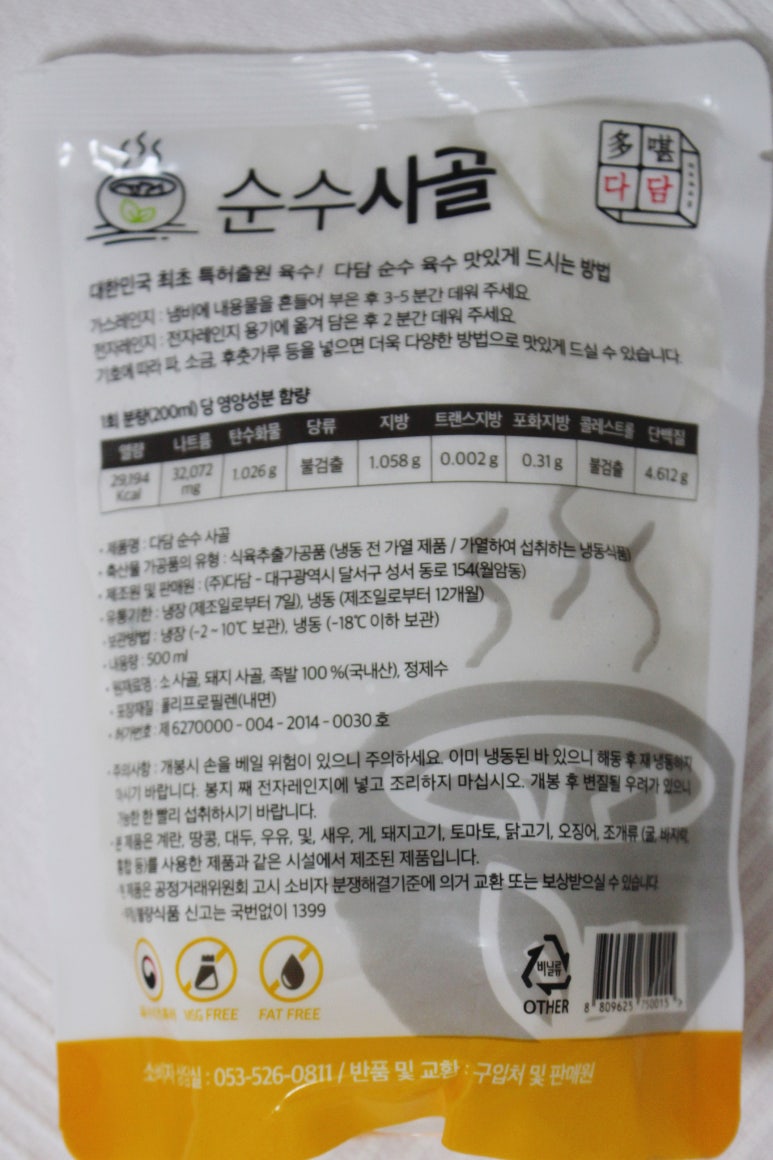 순수사골
多 啿
다 담
대한민국 최초 특허출원 육수! 다담 순수 육수 맛있게 드시는 방법
가스레인지 : 냄비에 내용물을 흔들어 부은 후 3-5 분간 데워 주세요
전자레인지 : 전자레인지 용기에 옮겨 담은 후 2 분간 데워 주세요
기호에 따라 파, 소금, 후춧가루 등을 넣으면 더욱 다양한 방법으로 맛있게 드실 수 있습니다.
1회 분량(200ml) 당 영양성분 함량
열량 나트륨 탄수화물 당류 지방 트랜스지방 포화지방 콜레스트롤 단백질
29,194 Kcal 32,072 mg 1.026 g 불검출 1.058 g 0.002 g 0.31 g 불검출 4.612 g
• 제품명 : 다담 순수 사골
• 축산물 가공품의 유형 : 식육추출가공품 (냉동 전 가열 제품 / 가열하여 섭취하는 냉동식품)
• 제조원 및 판매원 : (주)다담 - 대구광역시 달서구 성서 동로 154(월암동)
• 유통기한 : 냉장 (제조일로부터 7일), 냉동 (제조일로부터 12개월)
• 보관방법 : 냉장 (-2 ~ 10℃ 보관), 냉동 (-18℃ 이하 보관)
• 내용량 : 500 ml
• 원재료명 : 소 사골, 돼지 사골, 족발 100 %(국내산), 정제수
• 포장재질 : 폴리프로필렌(내면)
• 허가번호 : 제 6270000 - 004 - 2014 - 0030 호
• 주의사항 : 개봉시 손을 베일 위험이 있으니 주의하세요. 이미 냉동된 바 있으니 해동 후 재 냉동하지
마시기 바랍니다. 봉지 째 전자레인지에 넣고 조리하지 마십시오. 개봉 후 변질될 우려가 있으니
가능한 한 빨리 섭취하시기 바랍니다.
• 본 제품은 계란, 땅콩, 대두, 우유, 및, 새우, 게, 돼지고기, 토마토, 닭고기, 오징어, 조개류 (굴, 바지락,
홍합 등)를 사용한 제품과 같은 시설에서 제조된 제품입니다.
• 본 제품은 공정거래위원회 고시 소비자 분쟁해결기준에 의거 교환 또는 보상받으실 수 있습니다.
불량식품 신고는 국번없이 1399
MSG FREE
FAT FREE
비닐류
OTHER
8 809625 750015 >
소비자 상담실 : 053-526-0811 / 반품 및 교환 : 구입처 및 판매원